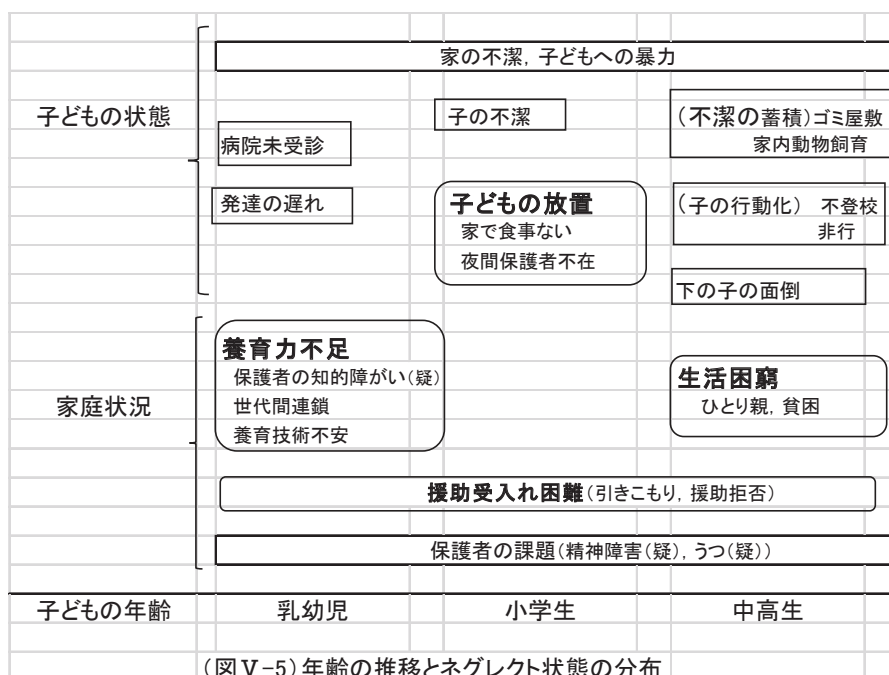 家の不潔，子どもへの暴力
子どもの状態
子の不潔
（不潔の蓄積）ゴミ屋敷
家内動物飼育
病院未受診
発達の遅れ
子どもの放置
家で食事ない
夜間保護者不在
（子の行動化） 不登校
非行
下の子の面倒
養育力不足
保護者の知的障がい（疑）
世代間連鎖
養育技術不安
家庭状況
生活困窮
ひとり親，貧困
援助受入れ困難（引きこもり，援助拒否）
保護者の課題（精神障害（疑），うつ（疑））
子どもの年齢 乳幼児 小学生 中高生
（図Ⅴ-5）年齢の推移とネグレクト状態の分布